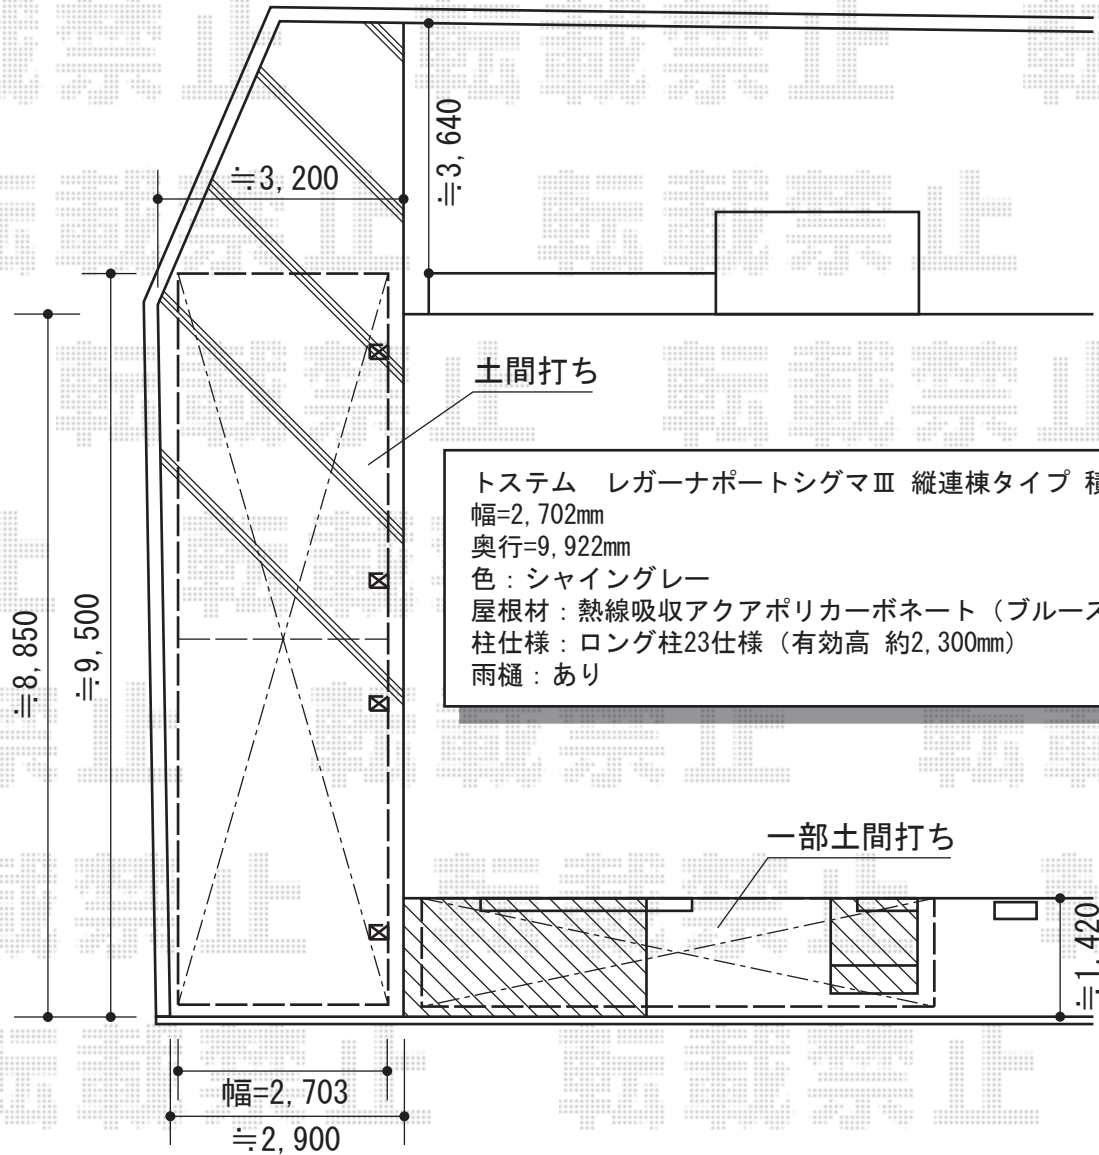 ≒3,640
≒3,200
土間打ち
トステム　レガーナポートシグマⅢ 縦連棟タイプ
幅=2,702mm
奥行=9,922mm
色：シャイングレー
屋根材：熱線吸収アクアポリカーボネート（ブルース
柱仕様：ロング柱23仕様（有効高 約2,300mm）
雨樋：あり
≒8,850
≒9,500
一部土間打ち
≒1,420
幅=2,703
≒2,900
転載禁止